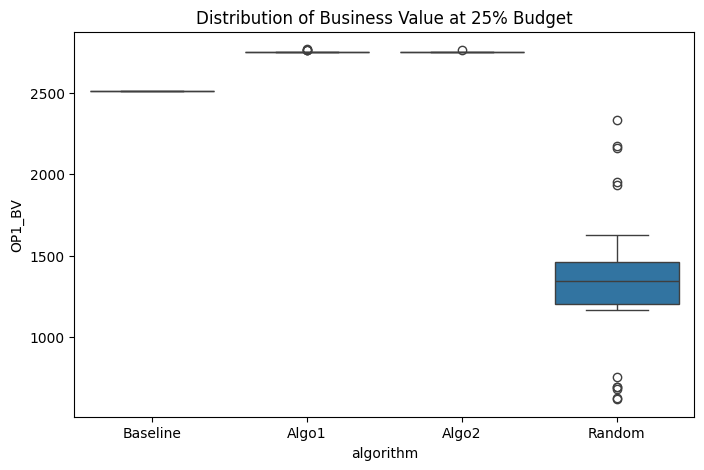 Distribution of Business Value at 25% Budget
OP1_BV
2500
2000
1500
1000
Baseline
Algo1
Algo2
Random
algorithm